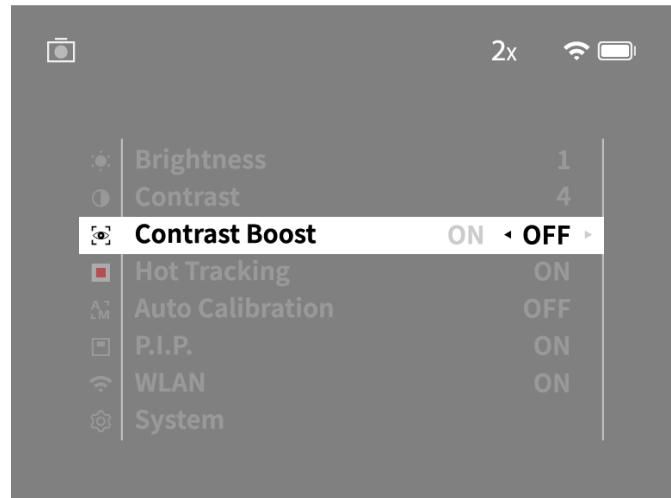 2x
Brightness 1
Contrast 4
Contrast Boost ON OFF
Hot Tracking ON
A M Auto Calibration OFF
P.I.P. ON
WLAN ON
System